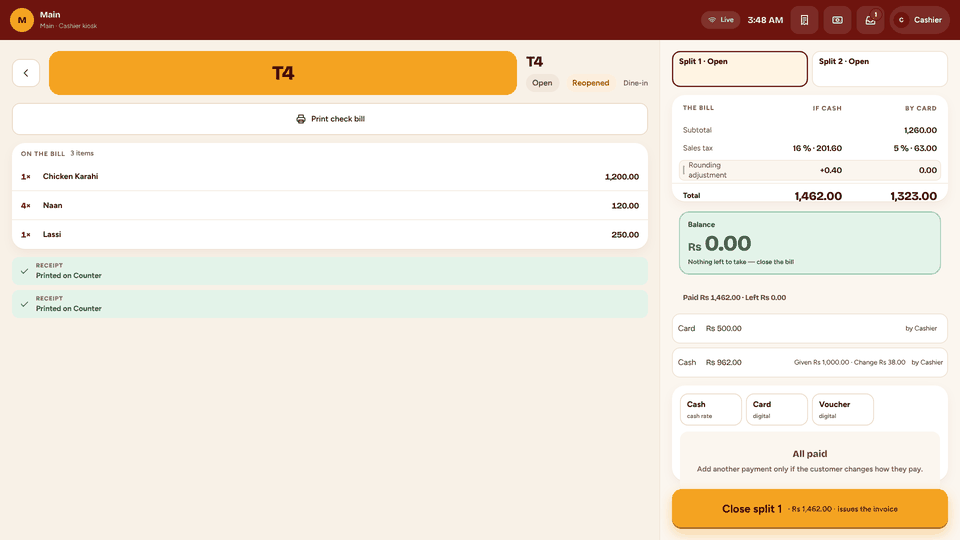 M
Main
Main · Cashier kiosk
Live
3:48 AM
1
C
Cashier
T4
T4
Open
Reopened
Dine-in
Print check bill
ON THE BILL 3 items
1× Chicken Karahi 1,200.00
4× Naan 120.00
1× Lassi 250.00
RECEIPT
Printed on Counter
RECEIPT
Printed on Counter
Split 1 · Open
Split 2 · Open
THE BILL IF CASH BY CARD
Subtotal 1,260.00
Sales tax 16 % · 201.60 5 % · 63.00
Rounding adjustment +0.40 0.00
Total 1,462.00 1,323.00
Balance
Rs 0.00
Nothing left to take — close the bill
Paid Rs 1,462.00 · Left Rs 0.00
Card Rs 500.00 by Cashier
Cash Rs 962.00 Given Rs 1,000.00 · Change Rs 38.00 by Cashier
Cash
cash rate
Card
digital
Voucher
digital
All paid
Add another payment only if the customer changes how they pay.
Close split 1 · Rs 1,462.00 · issues the invoice